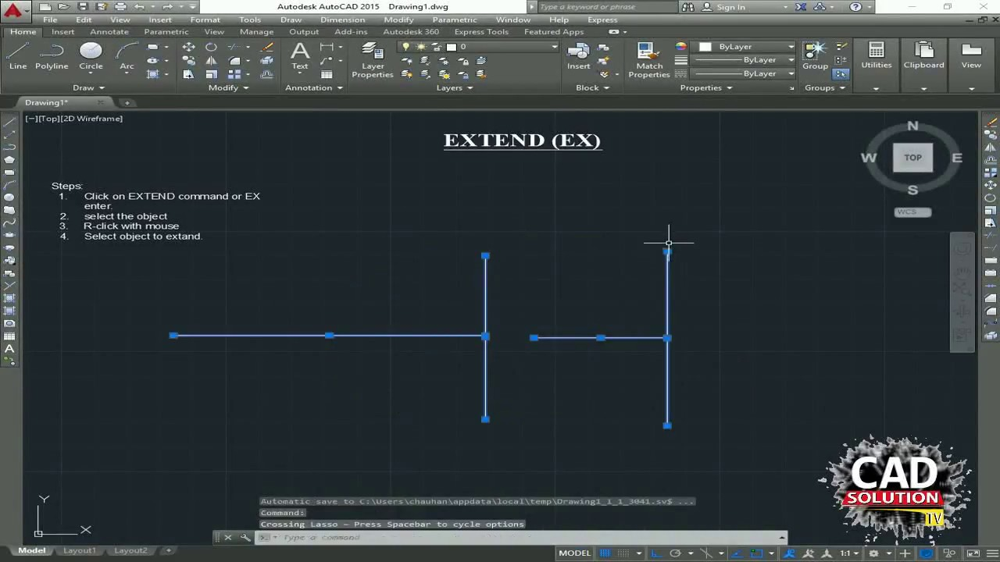 Autodesk AutoCAD 2015 Drawing1.dwg
Type a keyword or phrase
Sign In
File Edit View Insert Format Tools Draw Dimension Modify Parametric Window Help Express
Home Insert Annotate Parametric View Manage Output Add-ins Autodesk 360 Express Tools Featured Apps
0
ByLayer
ByLayer
ByLayer
Line Polyline Circle Arc
Text
Layer
Properties
Insert
Match
Properties
Group
Utilities
Clipboard
View
Draw Modify Annotation Layers Block Properties Groups
Drawing1*
[−][Top][2D Wireframe]
EXTEND (EX)
N
W TOP E
S
WCS
Steps:
1. Click on EXTEND command or EX
enter.
2. select the object
3. R-click with mouse
4. Select object to extand.
Automatic save to C:\Users\chauhan\appdata\local\temp\Drawing1_1_1_3041.sv$ ...
Command:
Crossing Lasso – Press Spacebar to cycle options
Type a command
Y
X
CAD
SOLUTION
TV
Model Layout1 Layout2
MODEL
1:1
A